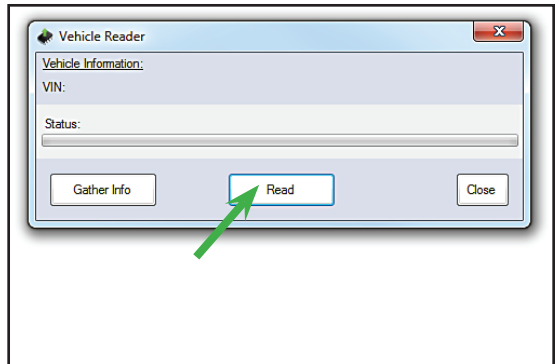 Vehicle Reader
Vehicle Information:
VIN:
Status:
Gather Info Read Close